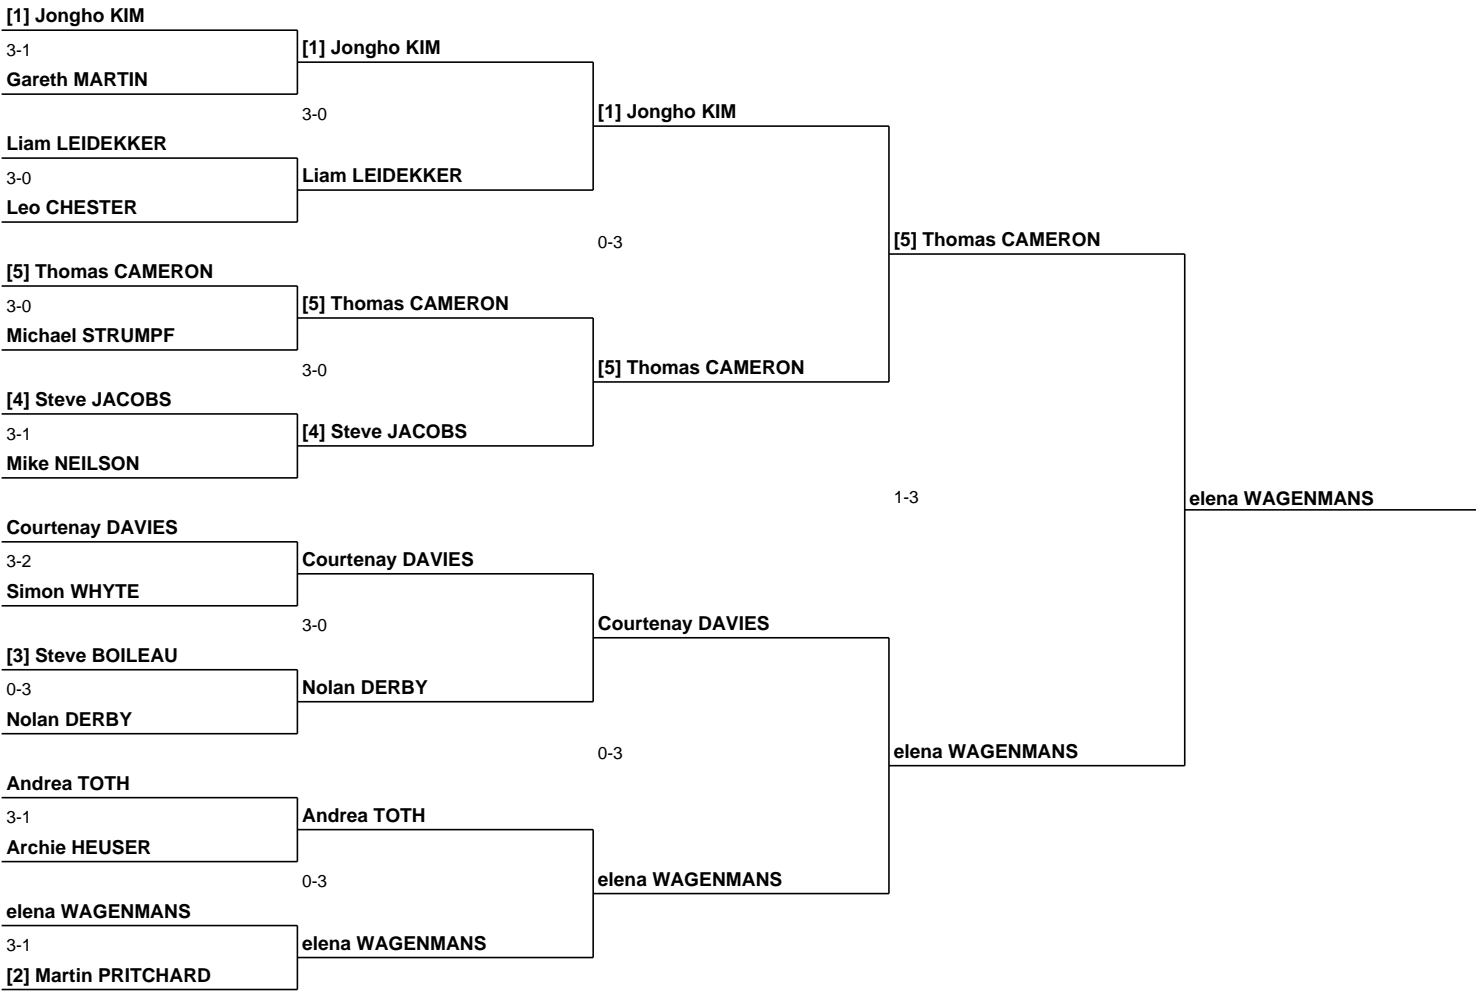 [1] Jongho KIM
3-1
Gareth MARTIN
Liam LEIDEKKER
3-0
Leo CHESTER
[5] Thomas CAMERON
3-0
Michael STRUMPF
[4] Steve JACOBS
3-1
Mike NEILSON
Courtenay DAVIES
3-2
Simon WHYTE
[3] Steve BOILEAU
0-3
Nolan DERBY
Andrea TOTH
3-1
Archie HEUSER
elena WAGENMANS
3-1
[2] Martin PRITCHARD
[1] Jongho KIM
3-0
Liam LEIDEKKER
[5] Thomas CAMERON
3-0
[4] Steve JACOBS
Courtenay DAVIES
3-0
Nolan DERBY
Andrea TOTH
0-3
elena WAGENMANS
[1] Jongho KIM
0-3
[5] Thomas CAMERON
Courtenay DAVIES
0-3
elena WAGENMANS
[5] Thomas CAMERON
1-3
elena WAGENMANS
elena WAGENMANS